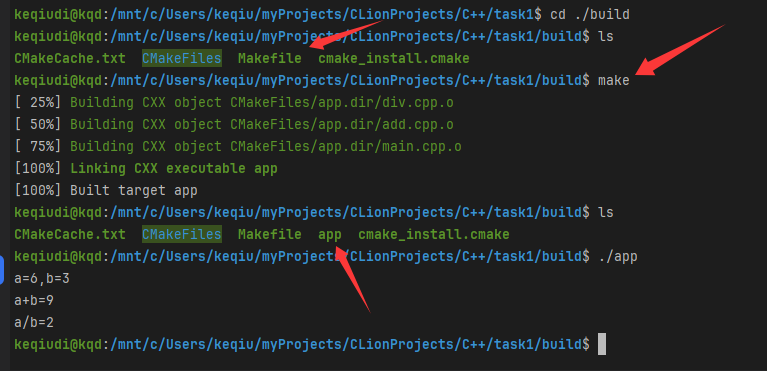 keqiudi@kqd:/mnt/c/Users/keqiu/myProjects/CLionProjects/C++/task1$ cd ./build
keqiudi@kqd:/mnt/c/Users/keqiu/myProjects/CLionProjects/C++/task1/build$ ls
CMakeCache.txt  CMakeFiles  Makefile  cmake_install.cmake
keqiudi@kqd:/mnt/c/Users/keqiu/myProjects/CLionProjects/C++/task1/build$ make
[ 25%] Building CXX object CMakeFiles/app.dir/div.cpp.o
[ 50%] Building CXX object CMakeFiles/app.dir/add.cpp.o
[ 75%] Building CXX object CMakeFiles/app.dir/main.cpp.o
[100%] Linking CXX executable app
[100%] Built target app
keqiudi@kqd:/mnt/c/Users/keqiu/myProjects/CLionProjects/C++/task1/build$ ls
CMakeCache.txt  CMakeFiles  Makefile  app  cmake_install.cmake
keqiudi@kqd:/mnt/c/Users/keqiu/myProjects/CLionProjects/C++/task1/build$ ./app
a=6,b=3
a+b=9
a/b=2
keqiudi@kqd:/mnt/c/Users/keqiu/myProjects/CLionProjects/C++/task1/build$